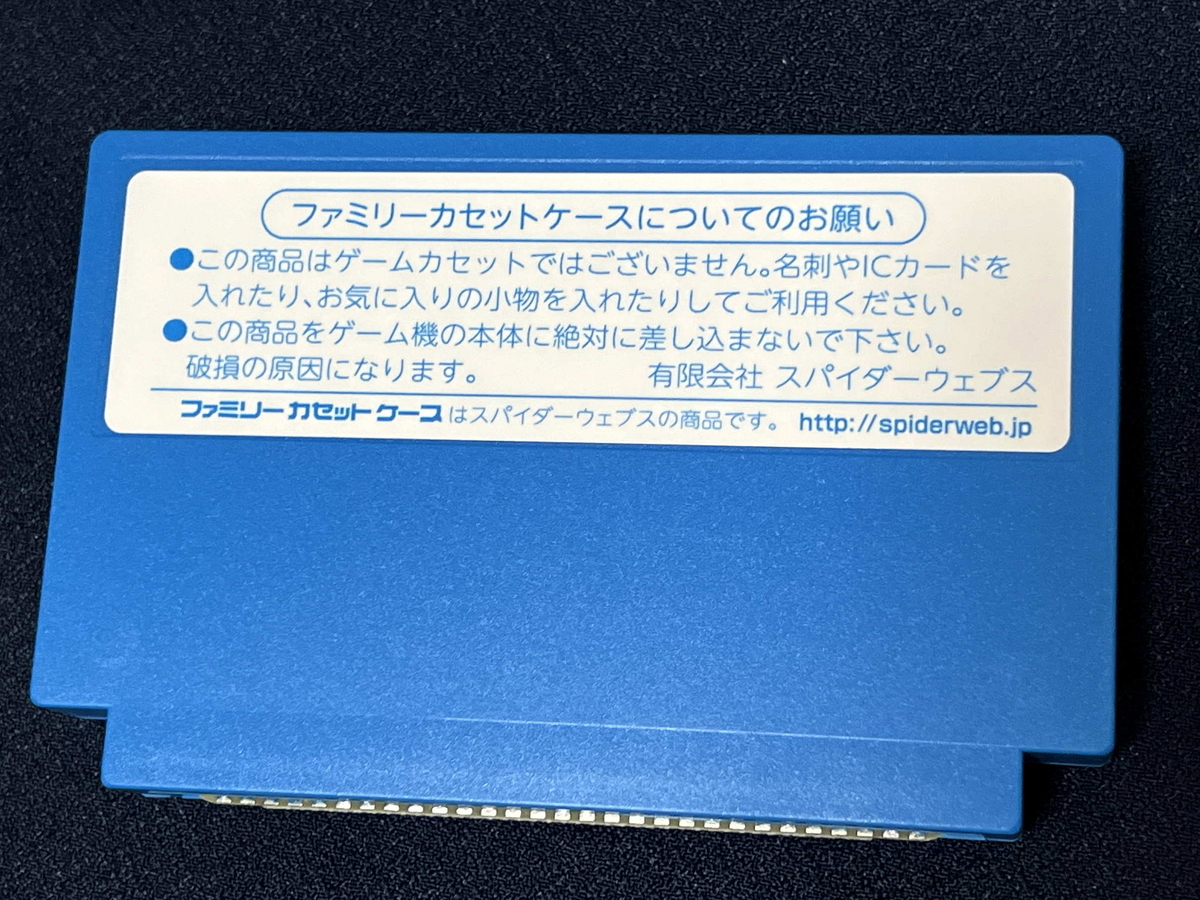 ファミリーカセットケースについてのお願い
●この商品はゲームカセットではございません。名刺やICカードを
入れたり、お気に入りの小物を入れたりしてご利用ください。
●この商品をゲーム機の本体に絶対に差し込まないで下さい。
破損の原因になります。 有限会社 スパイダーウェブス
ファミリーカセットケースはスパイダーウェブスの商品です。 http://spiderweb.jp